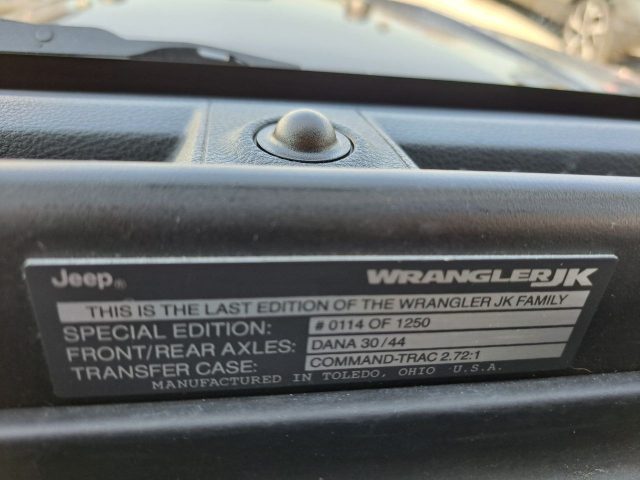 Jeep® WRANGLER JK
THIS IS THE LAST EDITION OF THE WRANGLER JK FAMILY
SPECIAL EDITION: # 0114 OF 1250
FRONT/REAR AXLES: DANA 30/44
TRANSFER CASE: COMMAND-TRAC 2.72:1
MANUFACTURED IN TOLEDO, OHIO U.S.A.